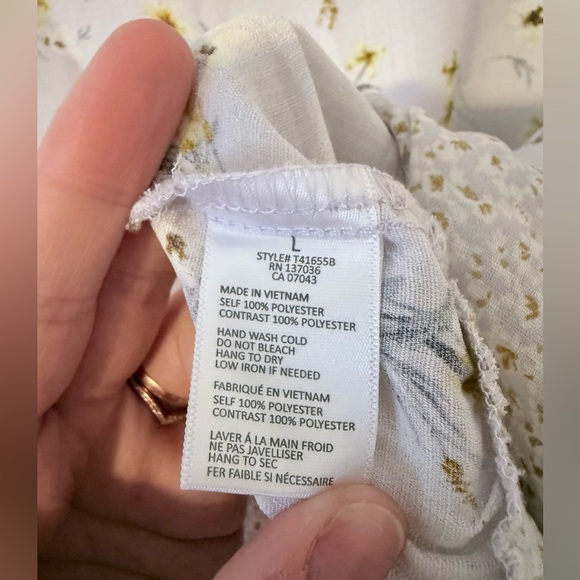 L
STYLE# T41655B
RN 137036
CA 07043
MADE IN VIETNAM
SELF 100% POLYESTER
CONTRAST 100% POLYESTER
HAND WASH COLD
DO NOT BLEACH
HANG TO DRY
LOW IRON IF NEEDED
FABRIQUÉ EN VIETNAM
SELF 100% POLYESTER
CONTRAST 100% POLYESTER
LAVER Á LA MAIN FROID
NE PAS JAVELLISER
HANG TO SEC
FER FAIBLE SI NÉCESSAIRE